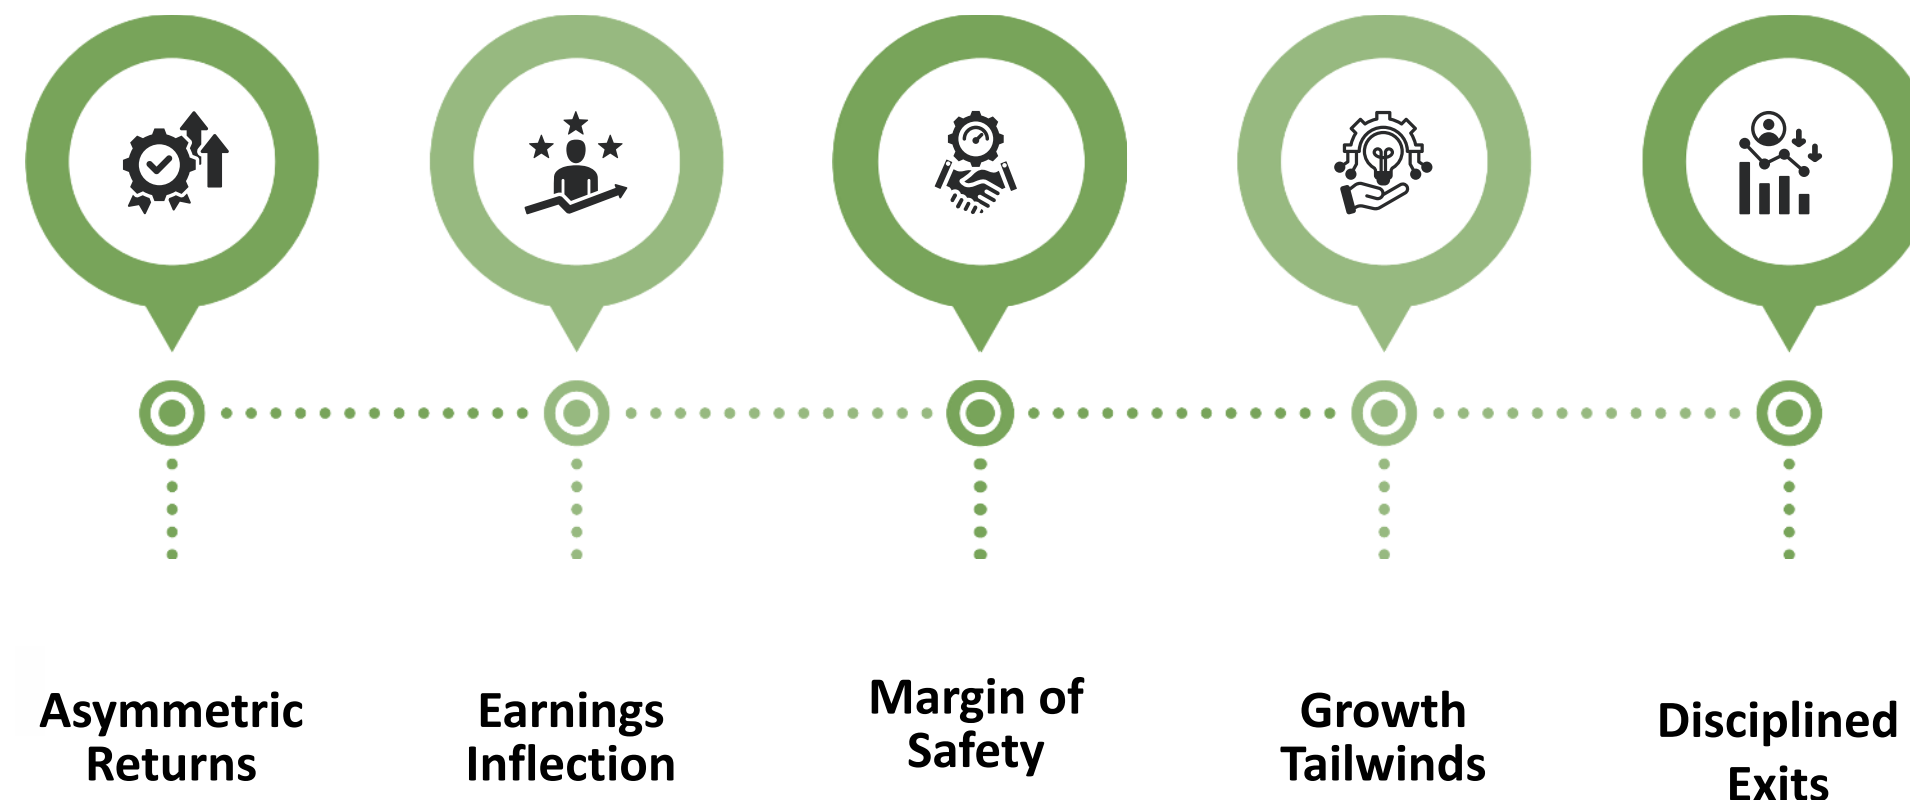 Asymmetric
Returns
Earnings
Inflection
Margin of
Safety
Growth
Tailwinds
Disciplined
Exits